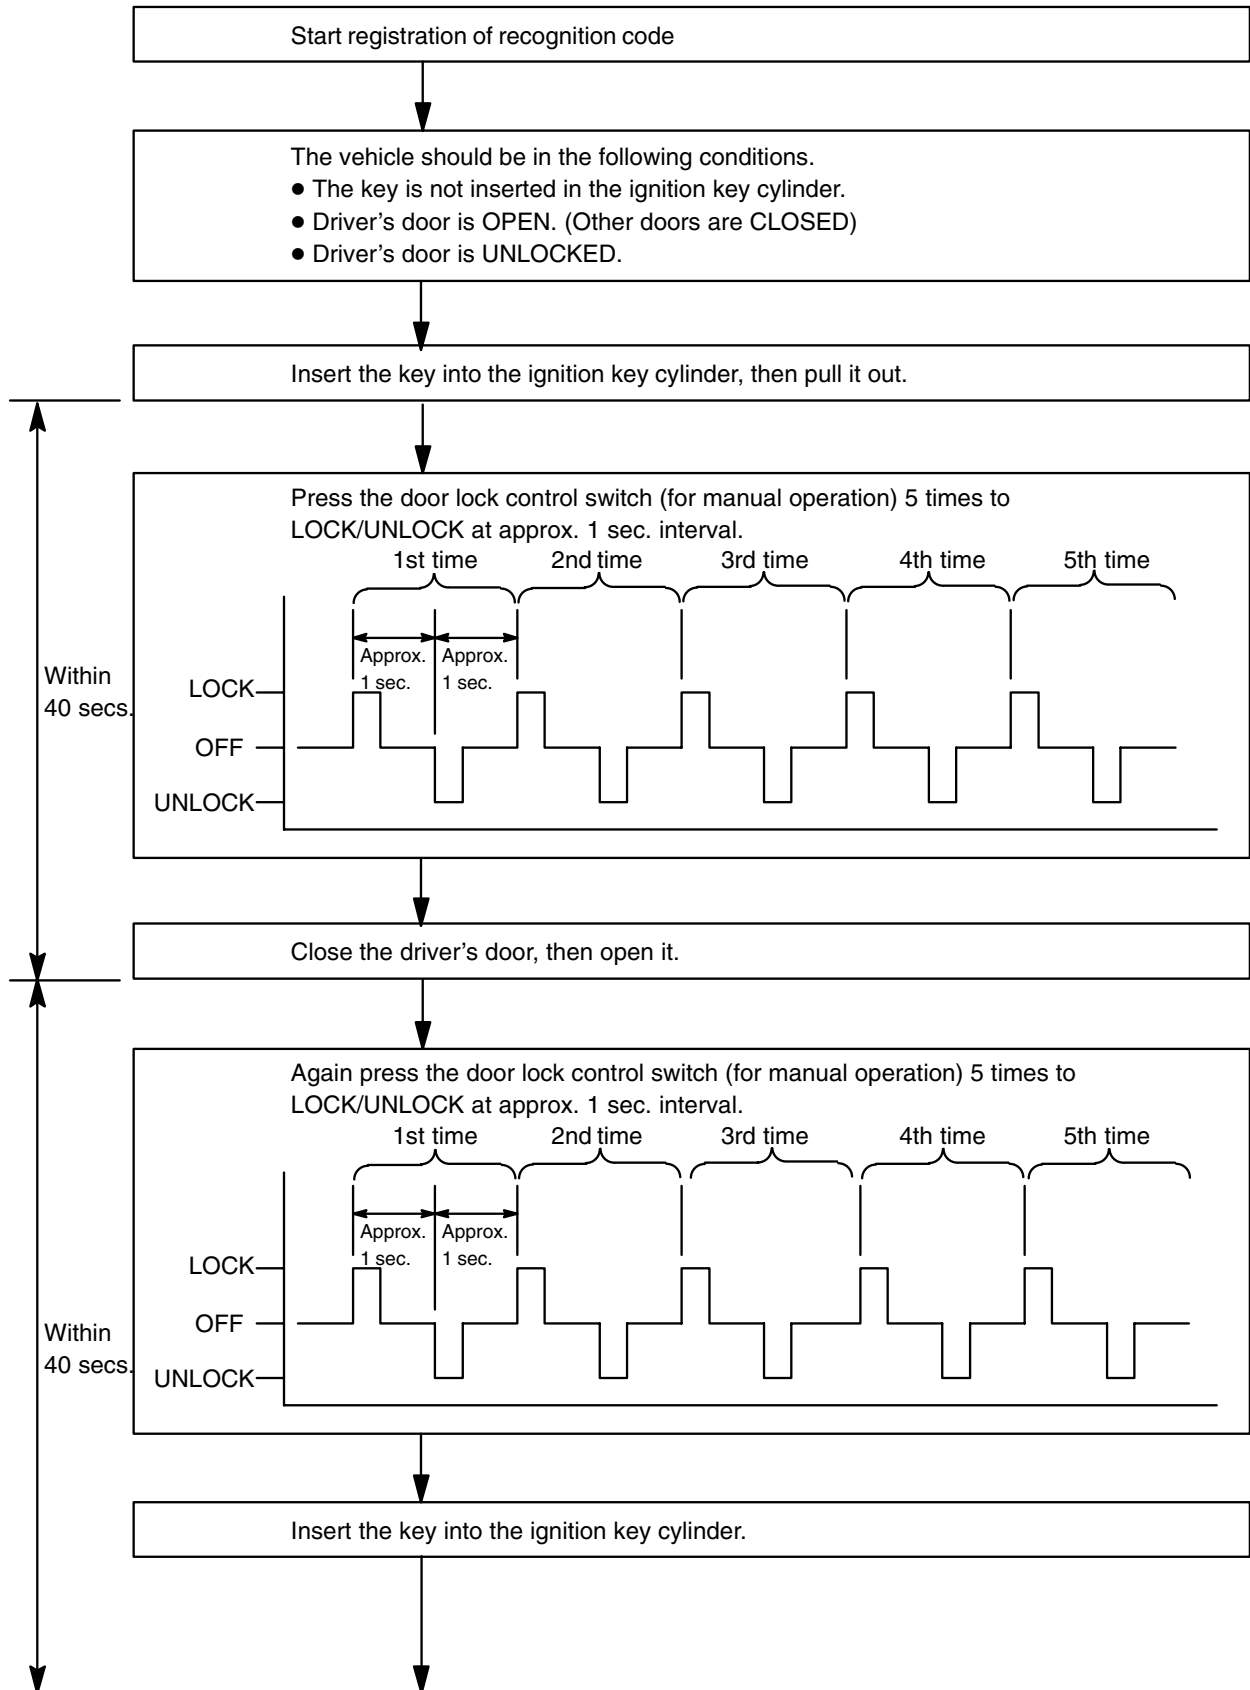 Start registration of recognition code
The vehicle should be in the following conditions.
● The key is not inserted in the ignition key cylinder.
● Driver's door is OPEN. (Other doors are CLOSED)
● Driver's door is UNLOCKED.
Insert the key into the ignition key cylinder, then pull it out.
Within
40 secs.
Press the door lock control switch (for manual operation) 5 times to
LOCK/UNLOCK at approx. 1 sec. interval.
1st time 2nd time 3rd time 4th time 5th time
Approx. Approx.
1 sec. 1 sec.
LOCK
OFF
UNLOCK
Close the driver's door, then open it.
Within
40 secs.
Again press the door lock control switch (for manual operation) 5 times to
LOCK/UNLOCK at approx. 1 sec. interval.
1st time 2nd time 3rd time 4th time 5th time
Approx. Approx.
1 sec. 1 sec.
LOCK
OFF
UNLOCK
Insert the key into the ignition key cylinder.